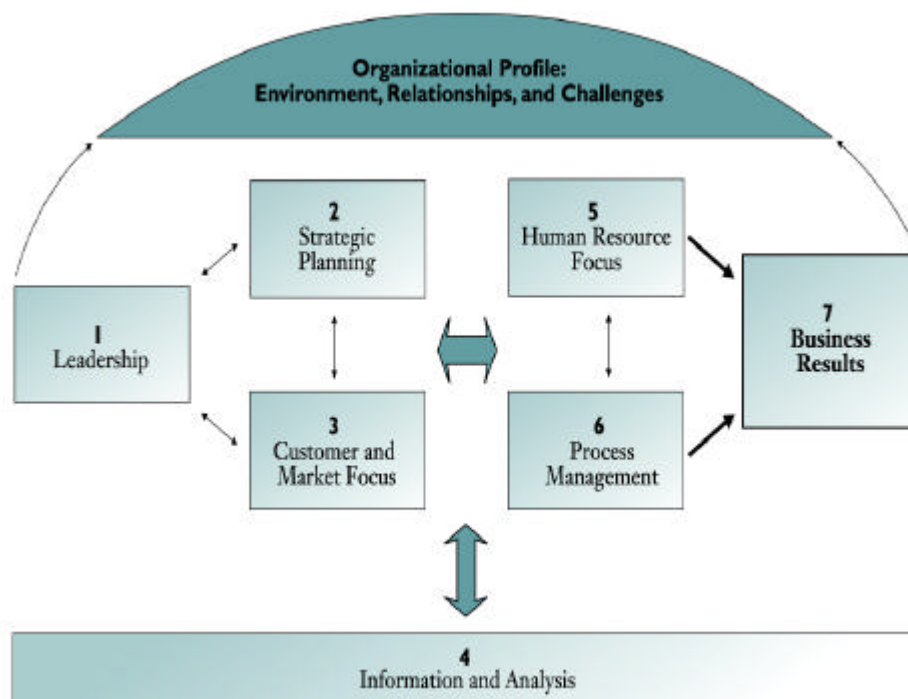 Organizational Profile:
Environment, Relationships, and Challenges
2
Strategic
Planning
5
Human Resource
Focus
1
Leadership
7
Business
Results
3
Customer and
Market Focus
6
Process
Management
4
Information and Analysis